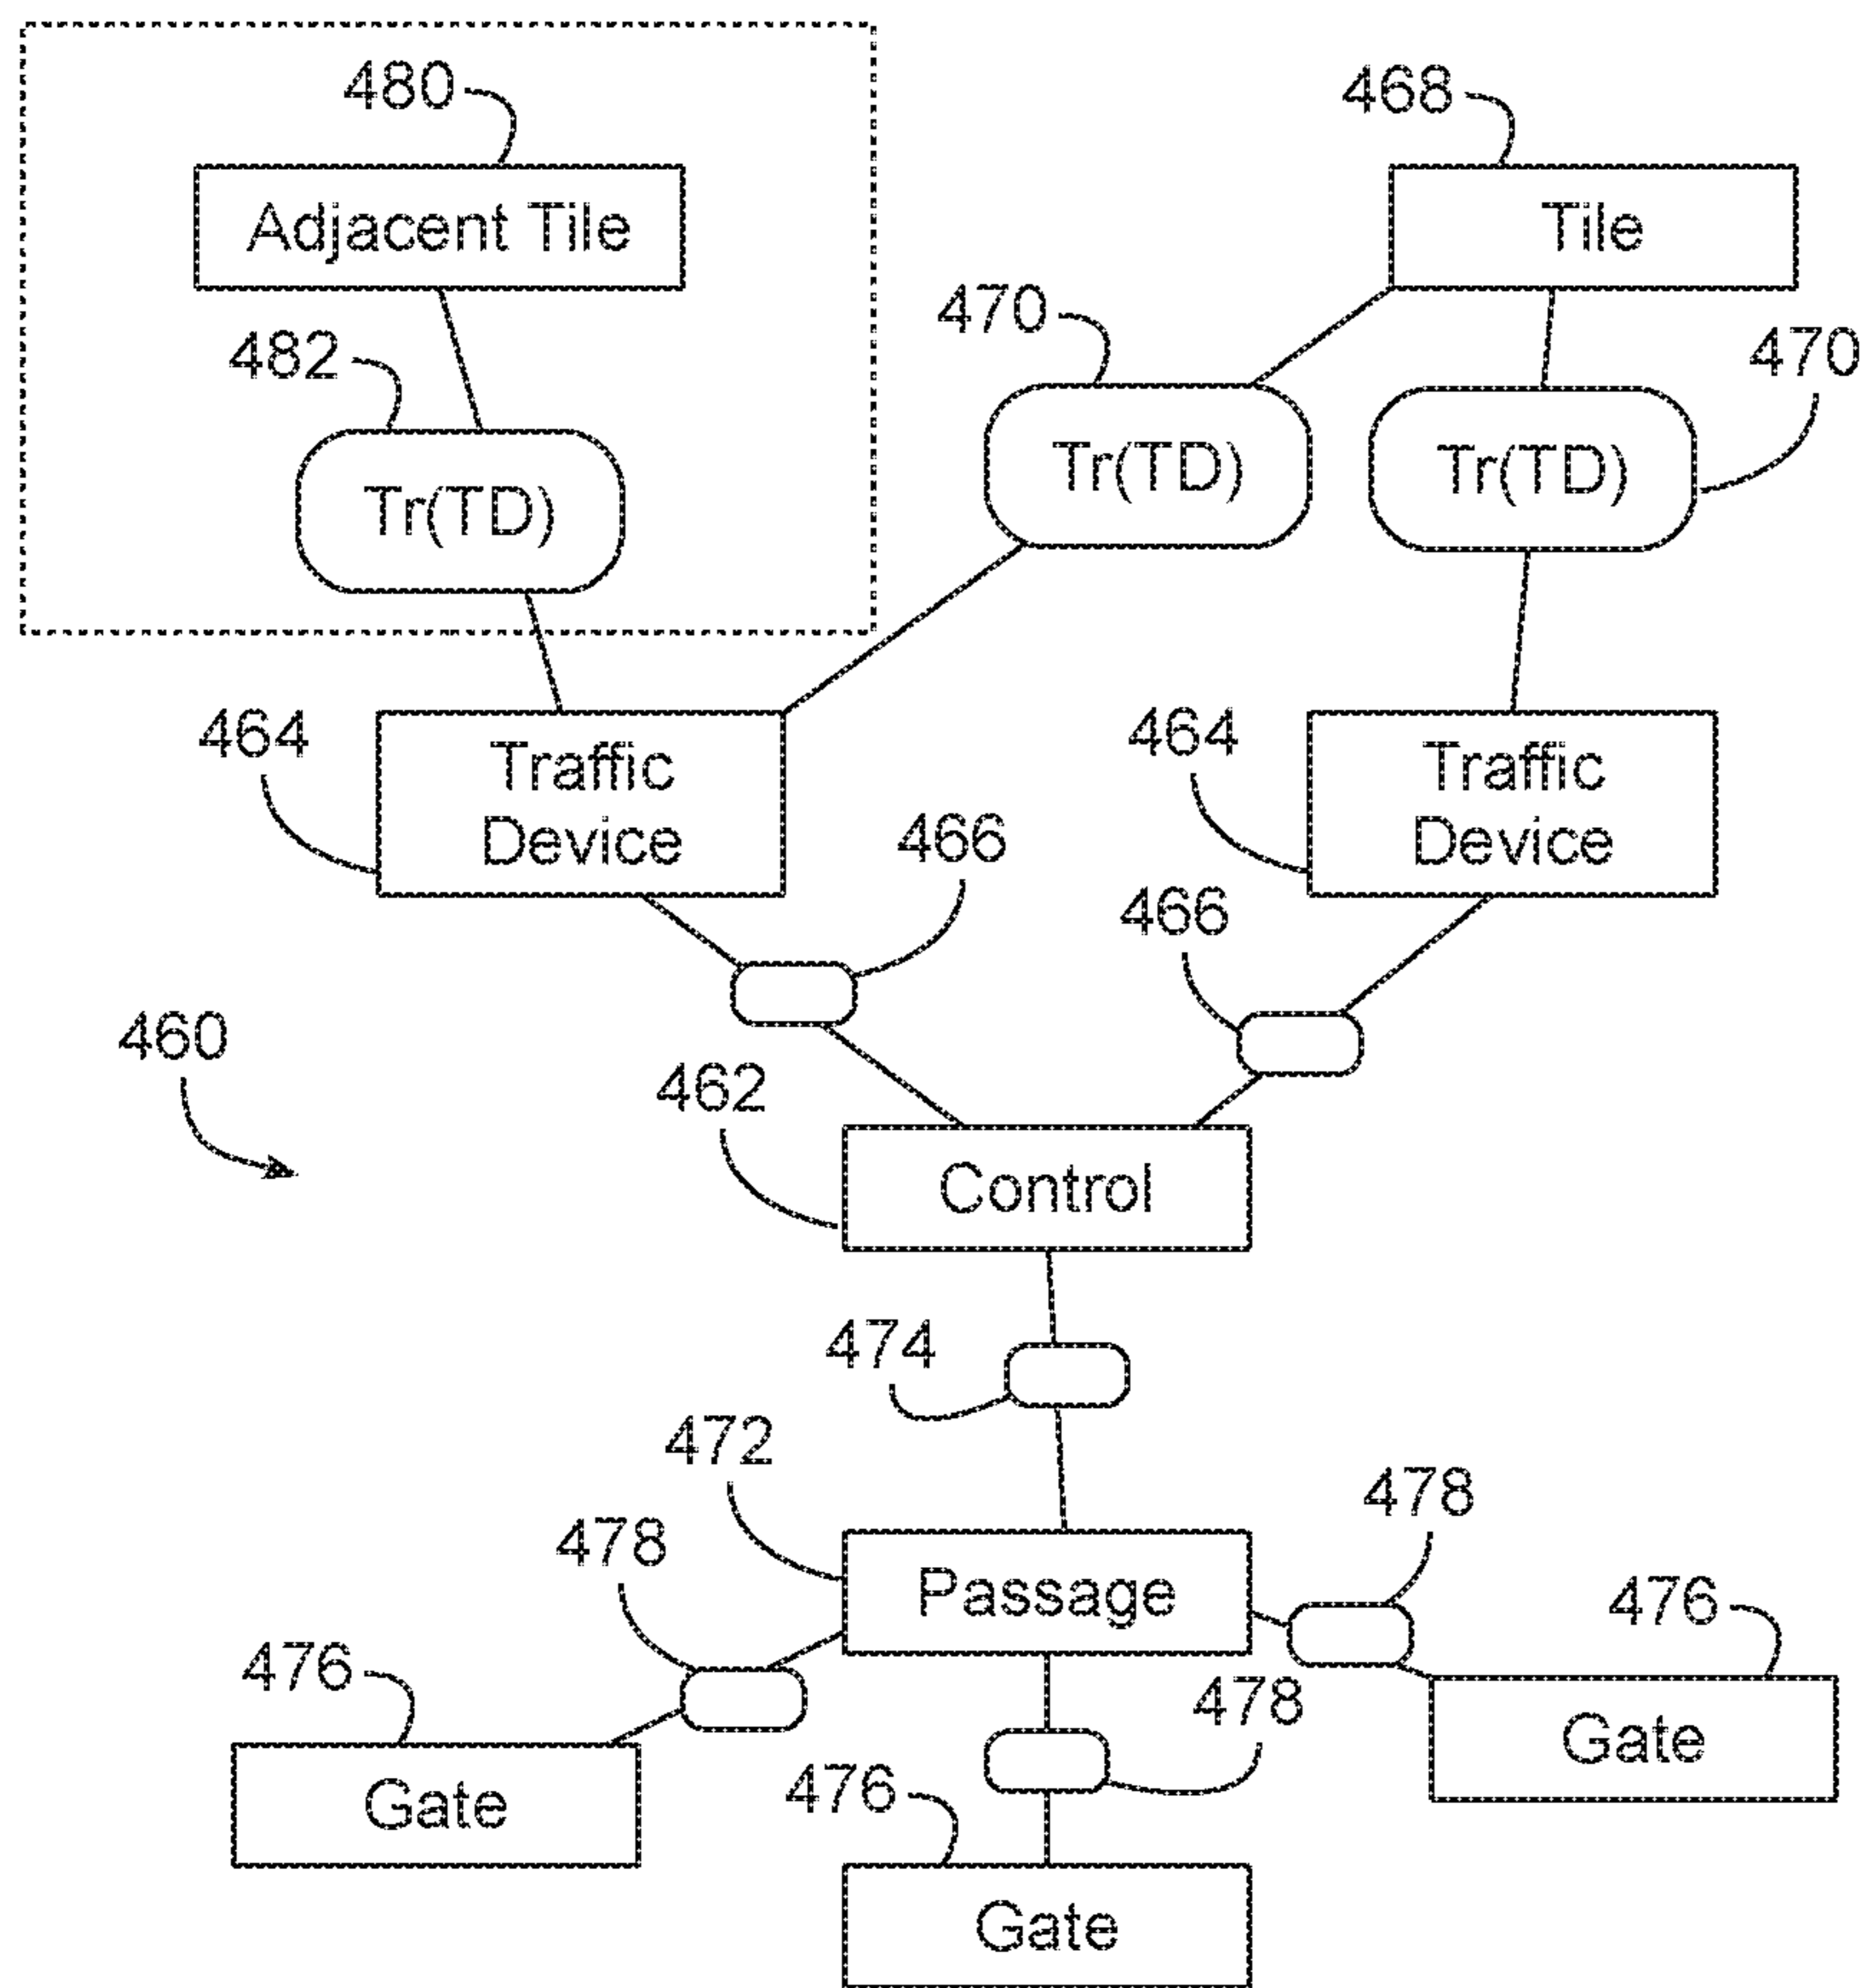 480
468
Adjacent Tile
Tile
470
482
470
Tr(TD)
Tr(TD)
Tr(TD)
464
Traffic
Device
464
Traffic
Device
466
466
460
462
Control
474
472
478
Passage
478
476
476
478
Gate
Gate
476
Gate